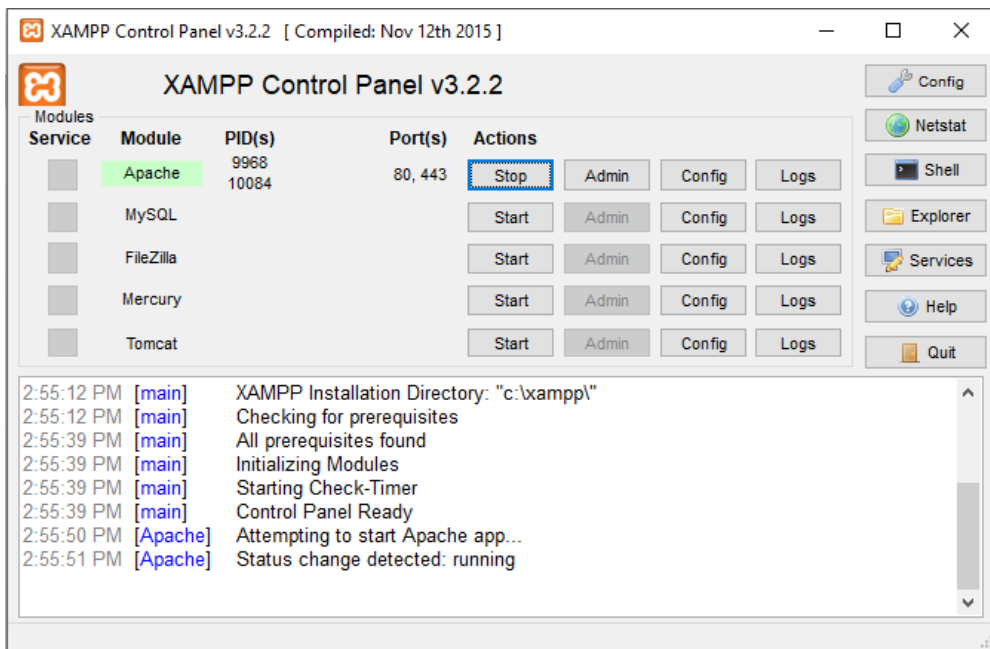 XAMPP Control Panel v3.2.2 [ Compiled: Nov 12th 2015 ]
XAMPP Control Panel v3.2.2
Config
Modules
Service Module PID(s) Port(s) Actions
Netstat
Apache 9968 10084 80, 443 Stop Admin Config Logs
Shell
MySQL Start Admin Config Logs
Explorer
FileZilla Start Admin Config Logs
Services
Mercury Start Admin Config Logs
Help
Tomcat Start Admin Config Logs
Quit
2:55:12 PM [main] XAMPP Installation Directory: "c:\xampp\"
2:55:12 PM [main] Checking for prerequisites
2:55:39 PM [main] All prerequisites found
2:55:39 PM [main] Initializing Modules
2:55:39 PM [main] Starting Check-Timer
2:55:39 PM [main] Control Panel Ready
2:55:50 PM [Apache] Attempting to start Apache app...
2:55:51 PM [Apache] Status change detected: running